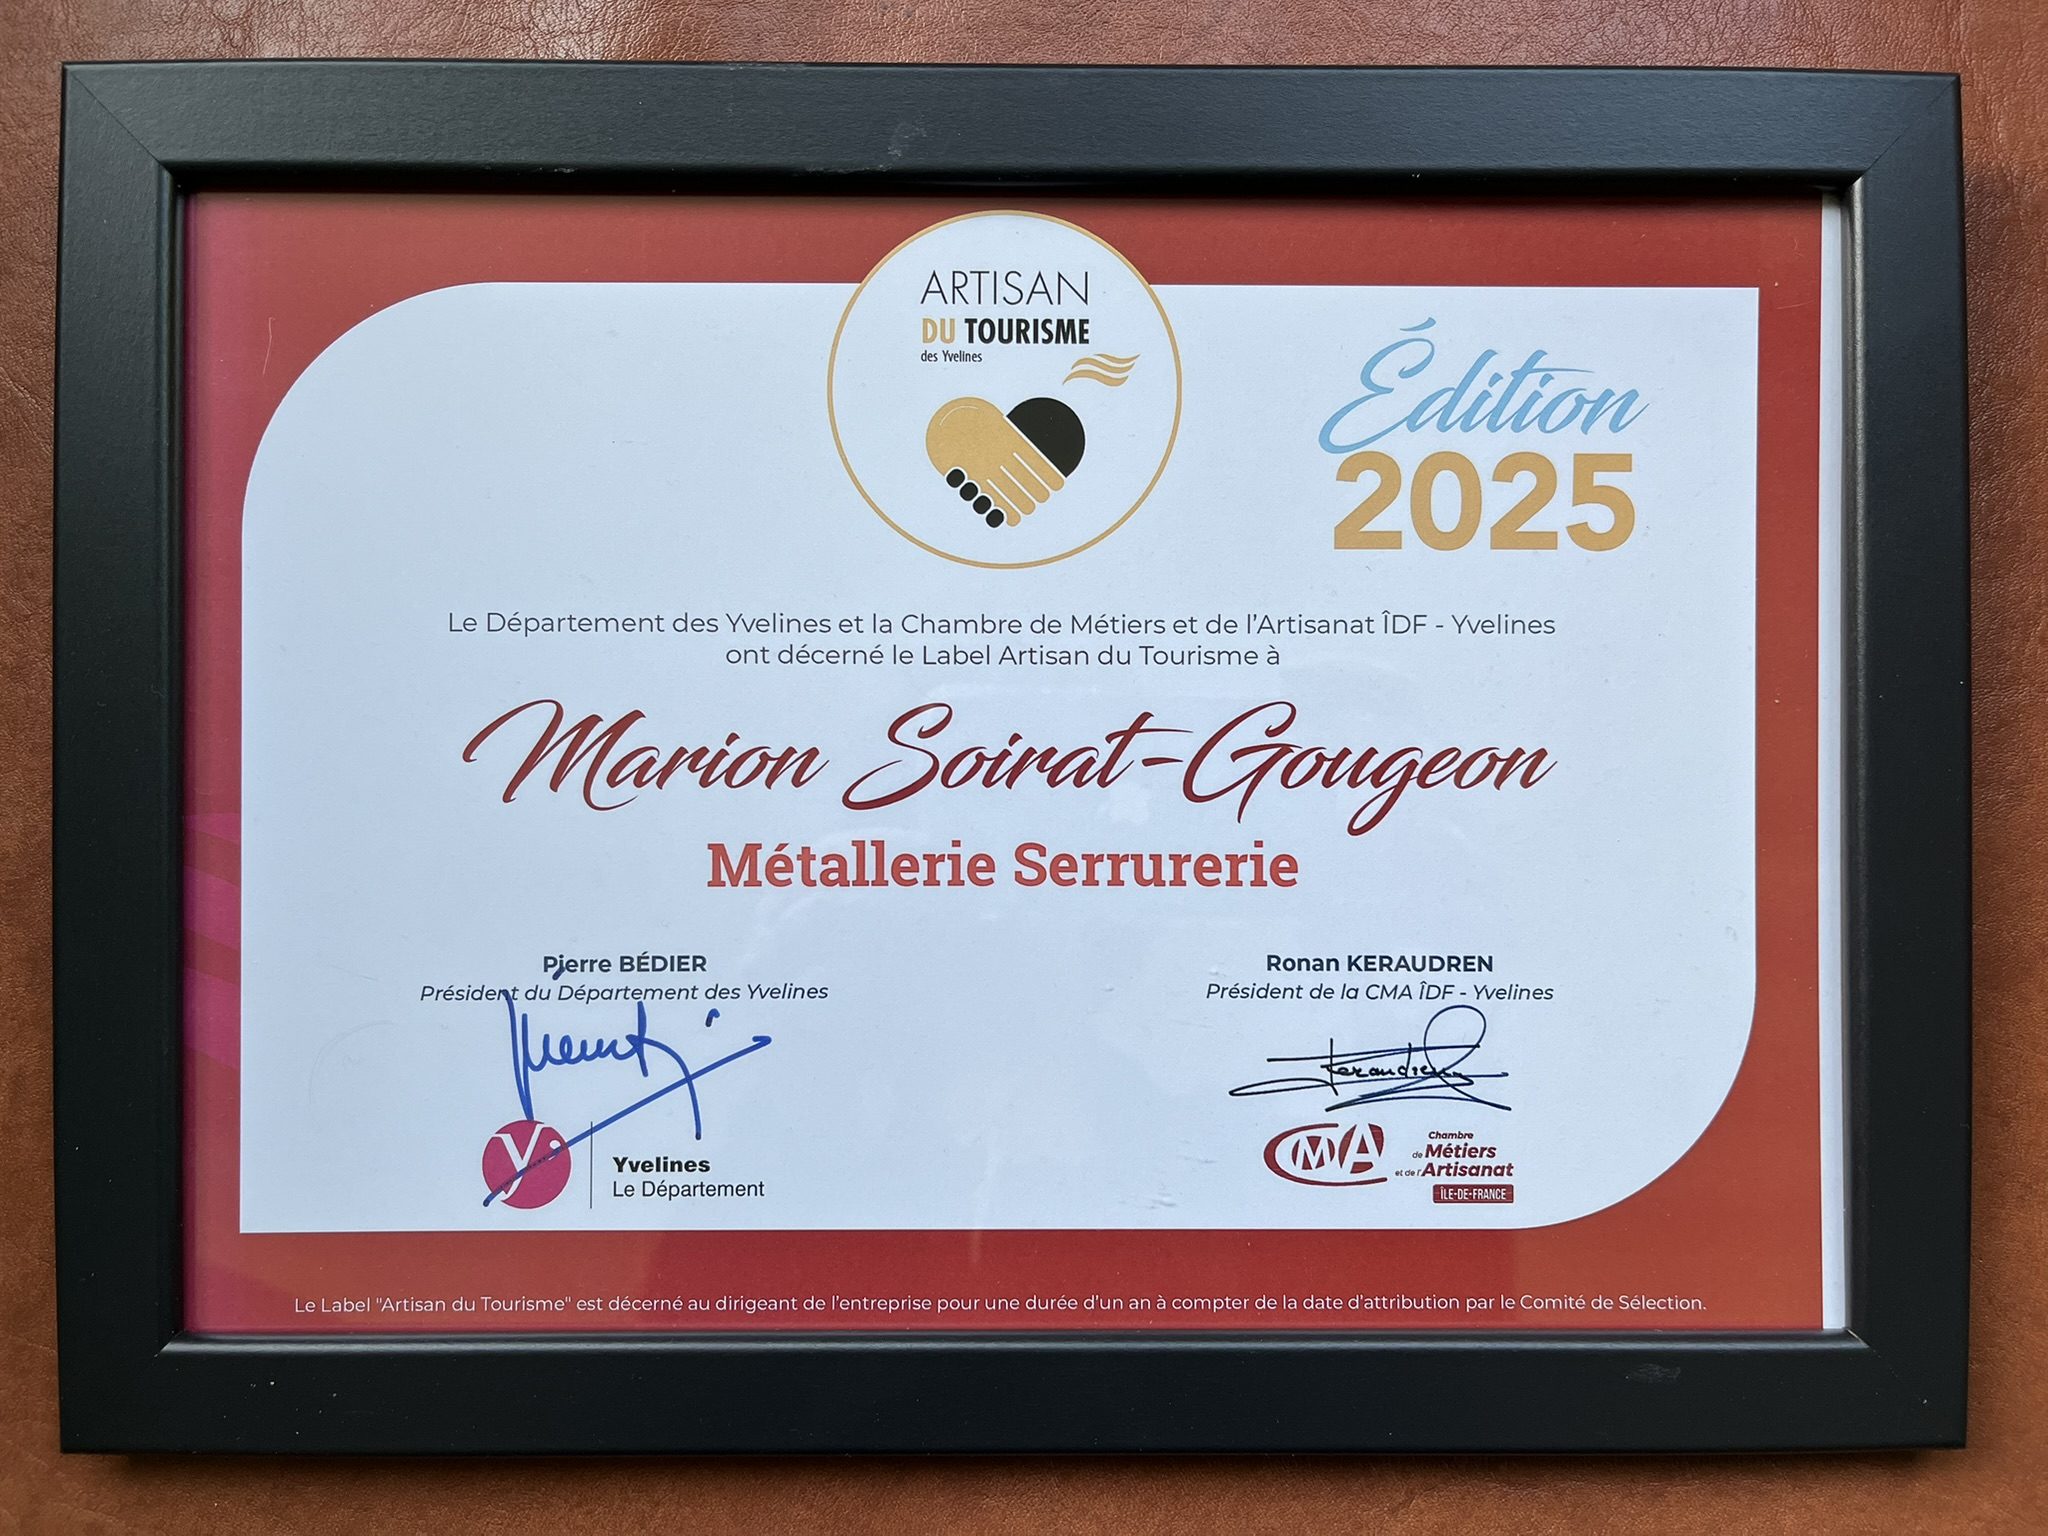 ARTISAN
DU TOURISME
des Yvelines
Édition
2025
Le Département des Yvelines et la Chambre de Métiers et de l'Artisanat ÎDF - Yvelines
ont décerné le Label Artisan du Tourisme à
Marion Soirat-Gougeon
Métallerie Serrurerie
Pierre BÉDIER
Président du Département des Yvelines
Ronan KERAUDREN
Président de la CMA ÎDF - Yvelines
Keraudren
Y
Yvelines
Le Département
CMA
Chambre
de Métiers
et de l'Artisanat
ÎLE-DE-FRANCE
Le Label "Artisan du Tourisme" est décerné au dirigeant de l'entreprise pour une durée d'un an à compter de la date d'attribution par le Comité de Sélection.